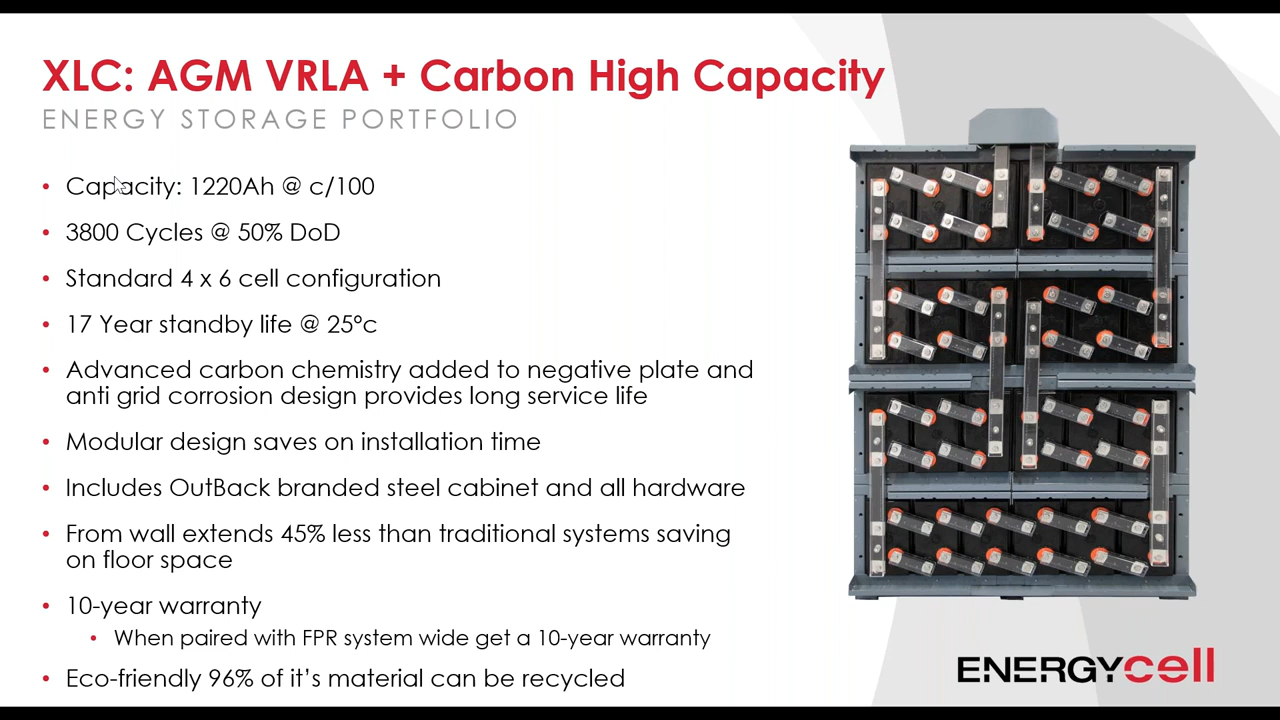 XLC: AGM VRLA + Carbon High Capacity
ENERGY STORAGE PORTFOLIO
• Capacity: 1220Ah @ c/100
• 3800 Cycles @ 50% DoD
• Standard 4 x 6 cell configuration
• 17 Year standby life @ 25ºc
• Advanced carbon chemistry added to negative plate and
anti grid corrosion design provides long service life
• Modular design saves on installation time
• Includes OutBack branded steel cabinet and all hardware
• From wall extends 45% less than traditional systems saving
on floor space
• 10-year warranty
• When paired with FPR system wide get a 10-year warranty
• Eco-friendly 96% of it’s material can be recycled
ENERGYcell